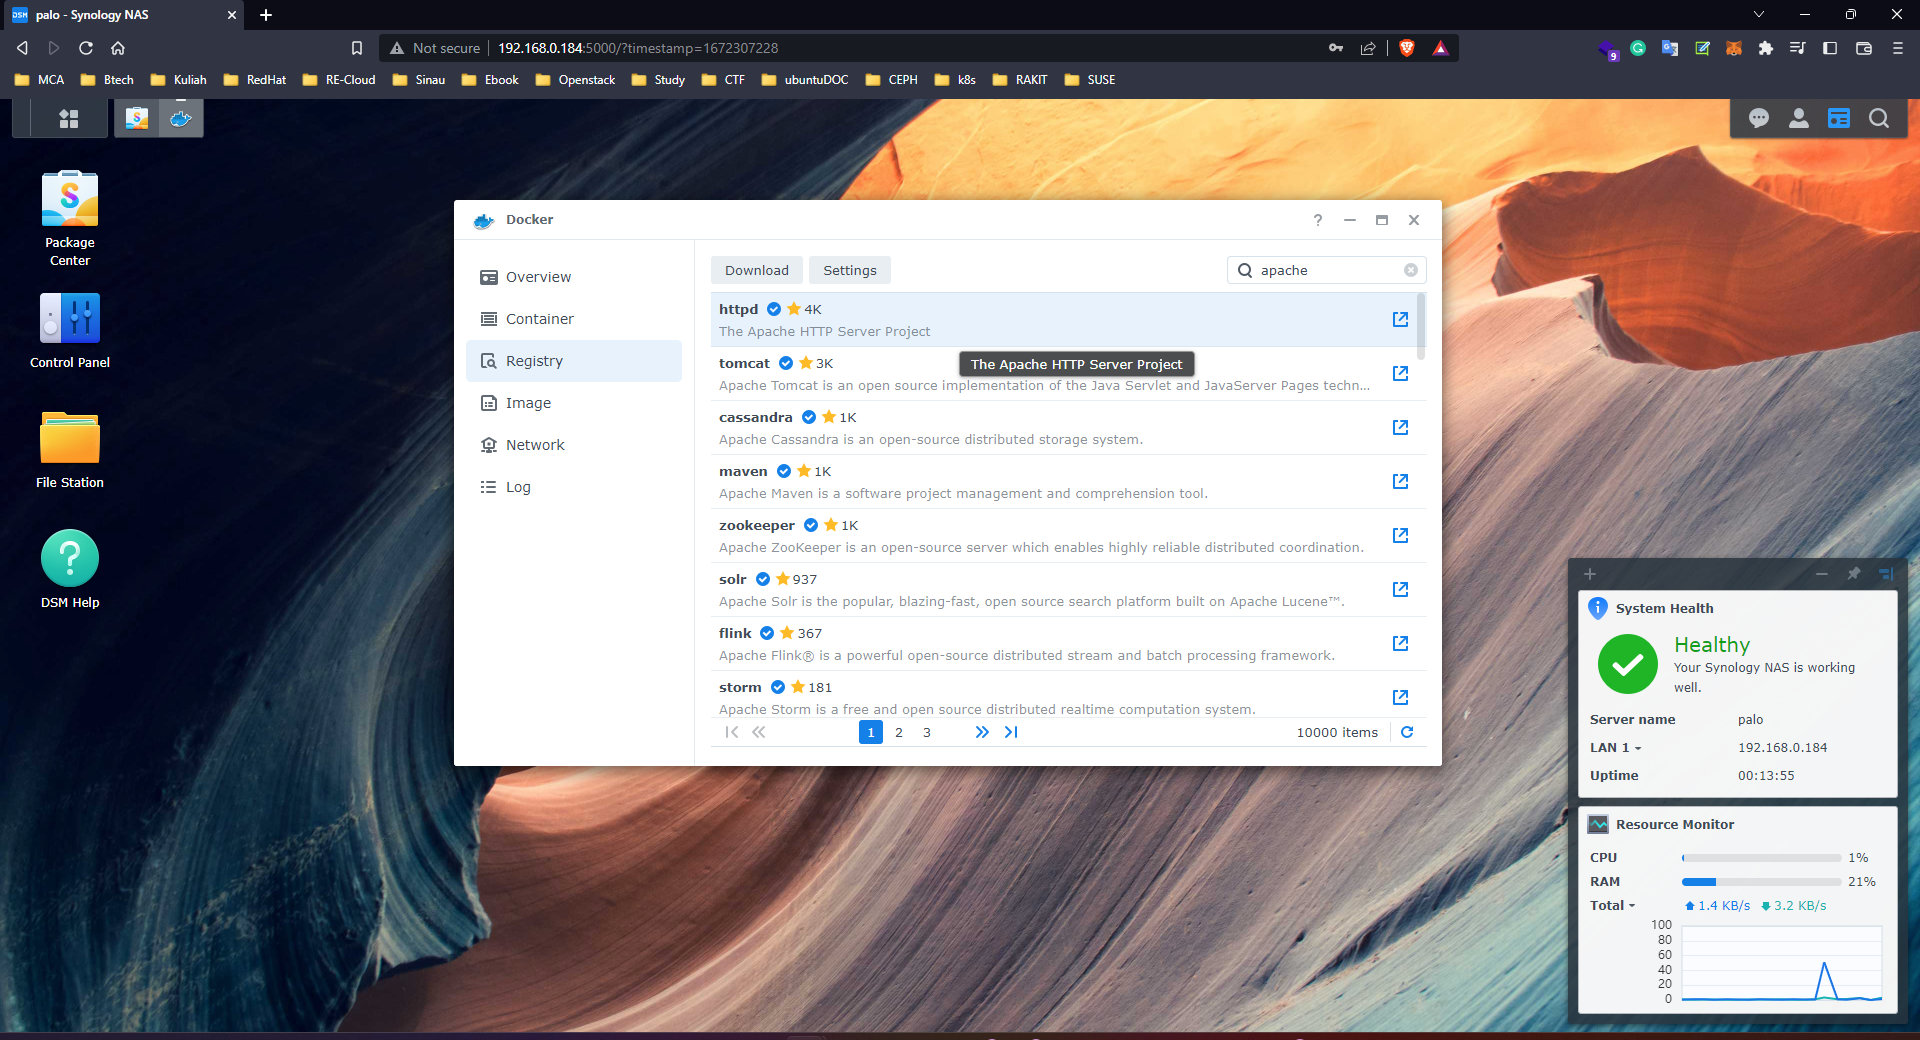 DSM palo - Synology NAS
Not secure 192.168.0.184:5000/?timestamp=1672307228
9
MCA Btech Kuliah RedHat RE-Cloud Sinau Ebook Openstack Study CTF ubuntuDOC CEPH k8s RAKIT SUSE
Package
Center
Control Panel
File Station
DSM Help
Docker
Overview
Container
Registry
Image
Network
Log
Download Settings apache
httpd 4K
The Apache HTTP Server Project
The Apache HTTP Server Project
tomcat 3K
Apache Tomcat is an open source implementation of the Java Servlet and JavaServer Pages techn...
cassandra 1K
Apache Cassandra is an open-source distributed storage system.
maven 1K
Apache Maven is a software project management and comprehension tool.
zookeeper 1K
Apache ZooKeeper is an open-source server which enables highly reliable distributed coordination.
solr 937
Apache Solr is the popular, blazing-fast, open source search platform built on Apache Lucene™.
flink 367
Apache Flink® is a powerful open-source distributed stream and batch processing framework.
storm 181
Apache Storm is a free and open source distributed realtime computation system.
1 2 3 10000 items
System Health
Healthy
Your Synology NAS is working
well.
Server name palo
LAN 1 192.168.0.184
Uptime 00:13:55
Resource Monitor
CPU 1%
RAM 21%
Total 1.4 KB/s 3.2 KB/s
100
80
60
40
20
0